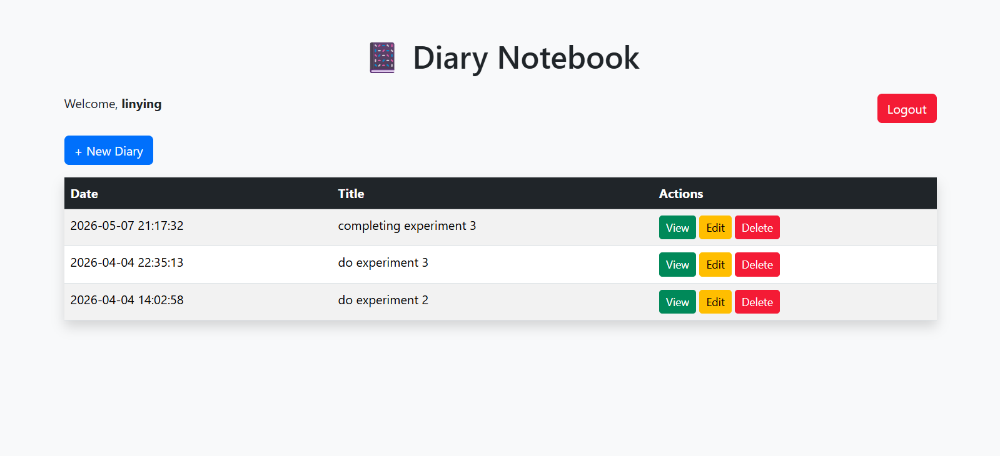 Diary Notebook
Welcome, linying
Logout
+ New Diary
Date Title Actions
2026-05-07 21:17:32 completing experiment 3 View Edit Delete
2026-04-04 22:35:13 do experiment 3 View Edit Delete
2026-04-04 14:02:58 do experiment 2 View Edit Delete